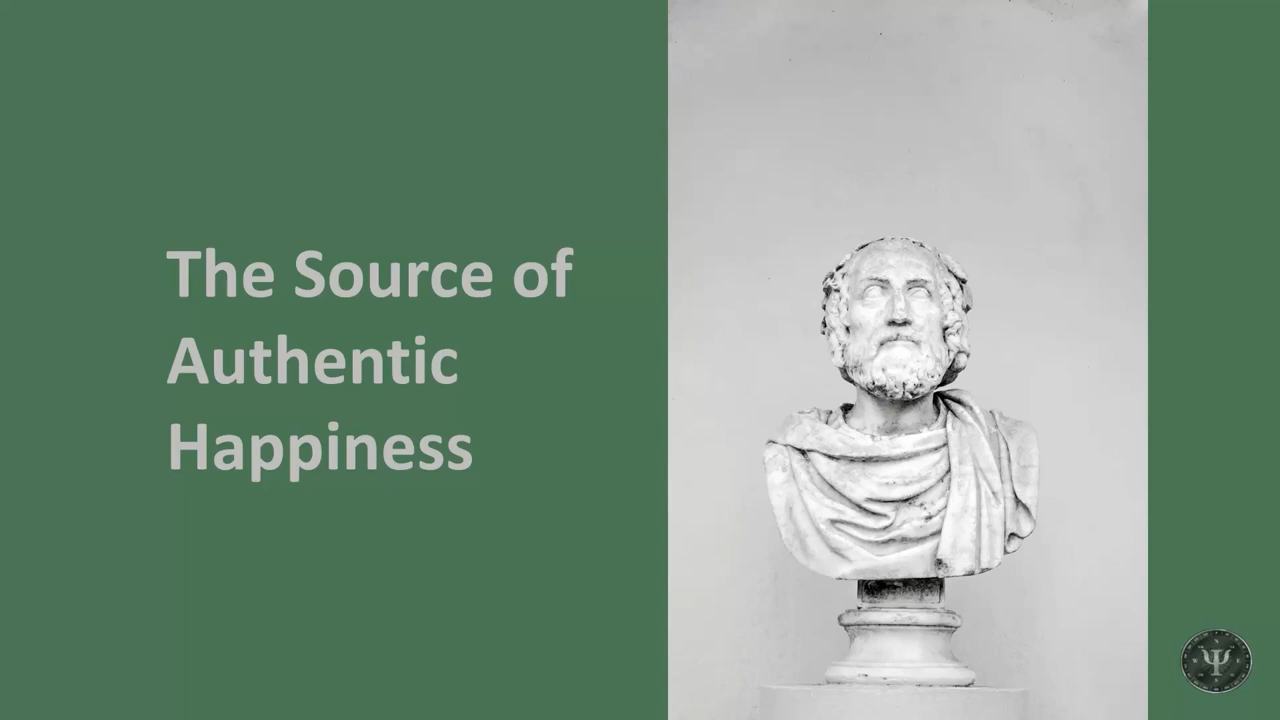 The Source of
Authentic
Happiness
Ψ